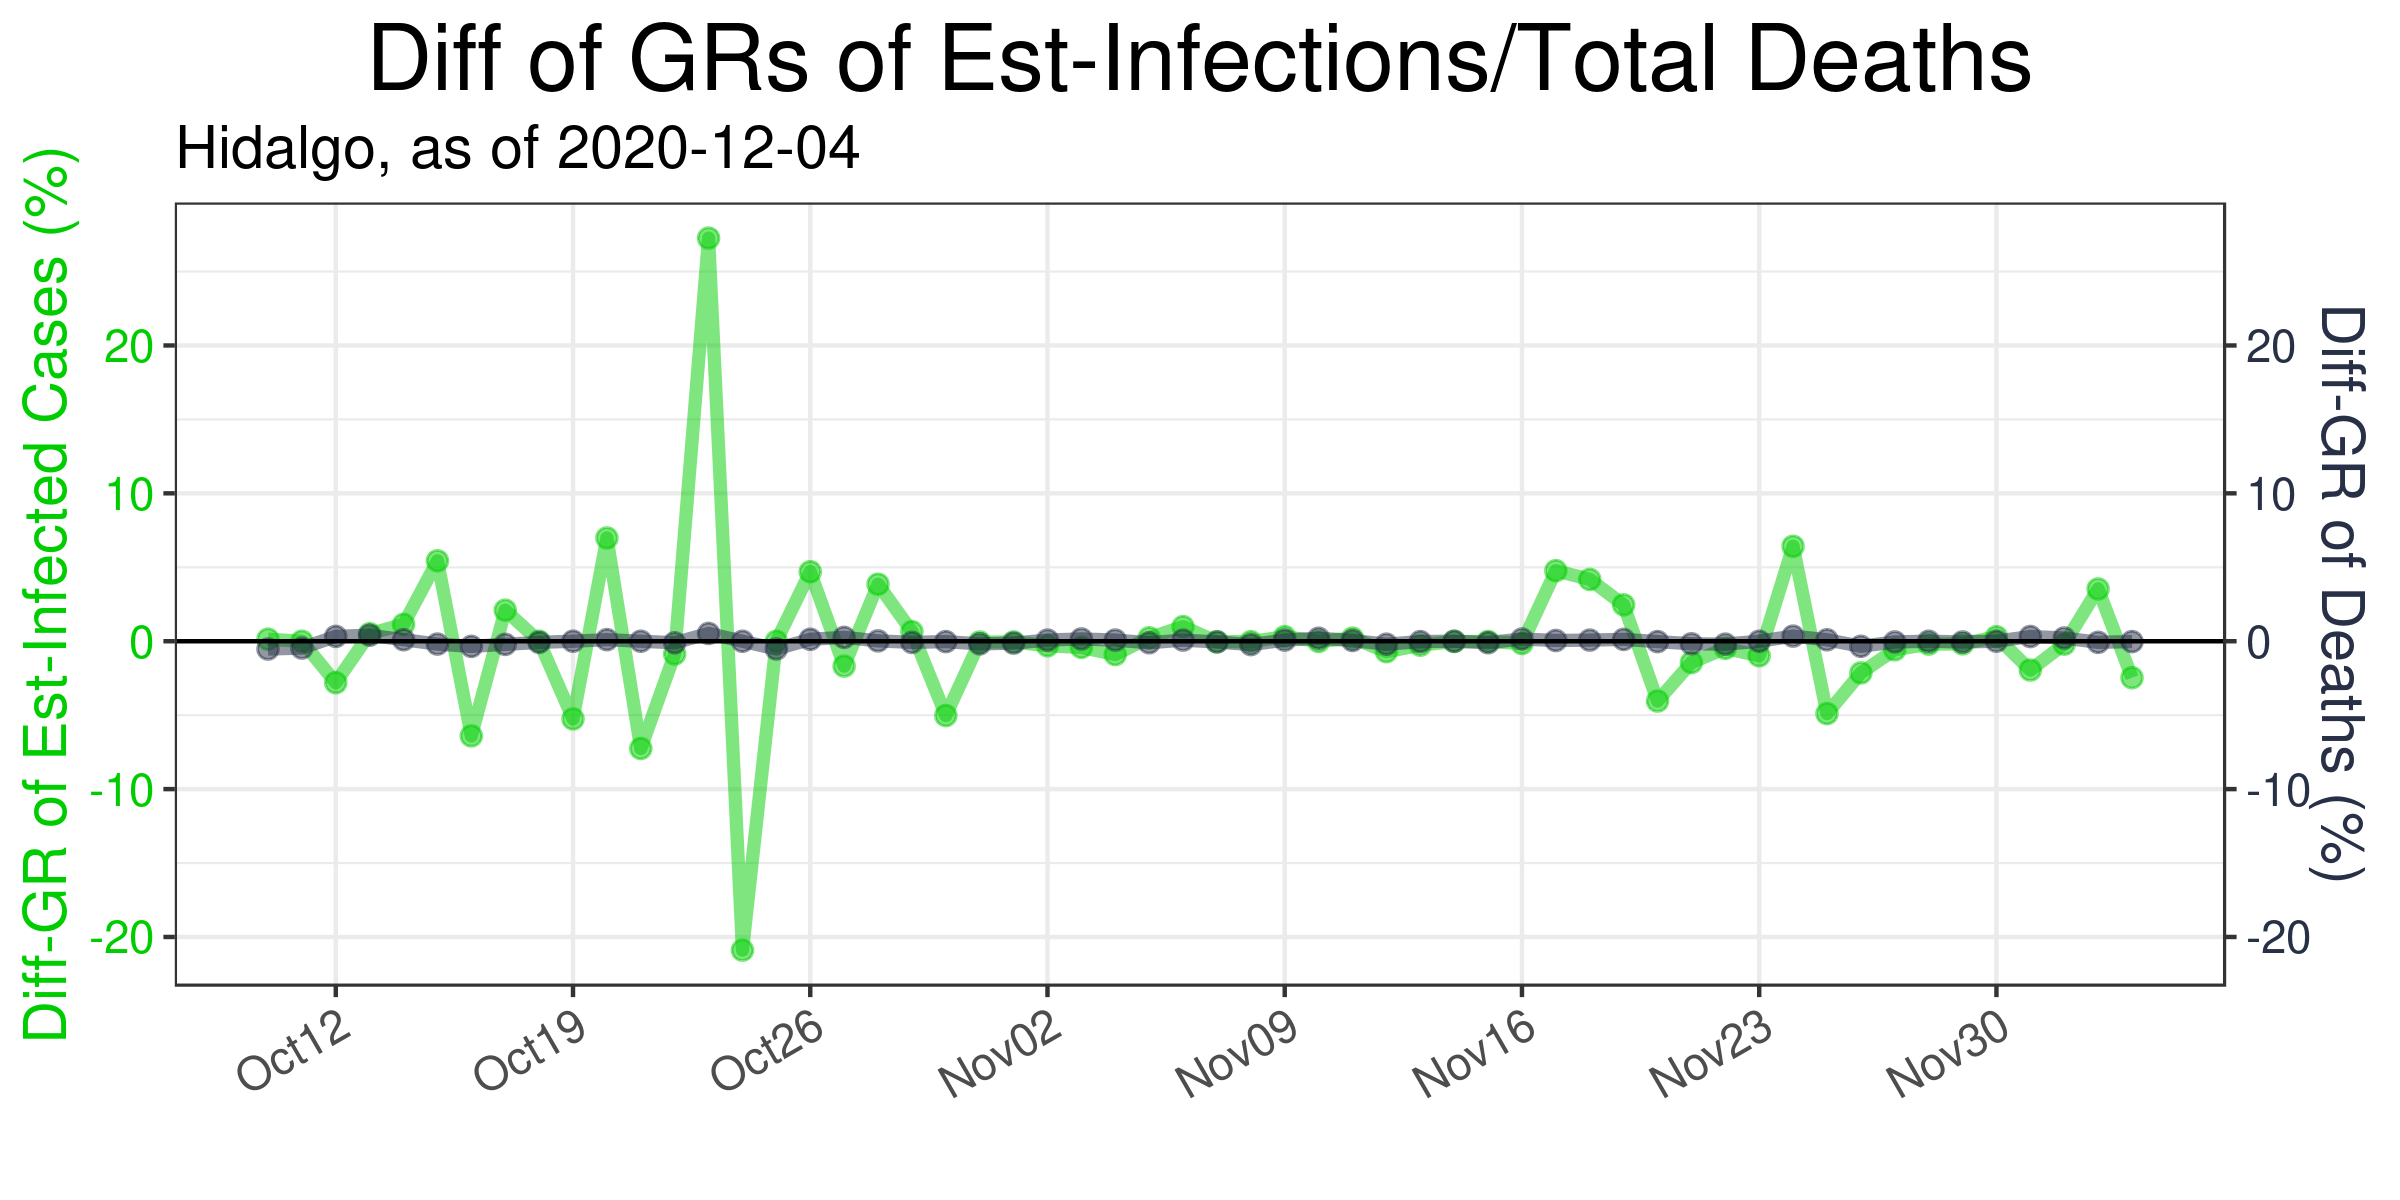 Diff of GRs of Est-Infections/Total Deaths
Hidalgo, as of 2020-12-04
Diff-GR of Est-Infected Cases (%)
20
10
0
-10
-20
20
10
0
-10
-20
Diff-GR of Deaths (%)
Oct12
Oct19
Oct26
Nov02
Nov09
Nov16
Nov23
Nov30